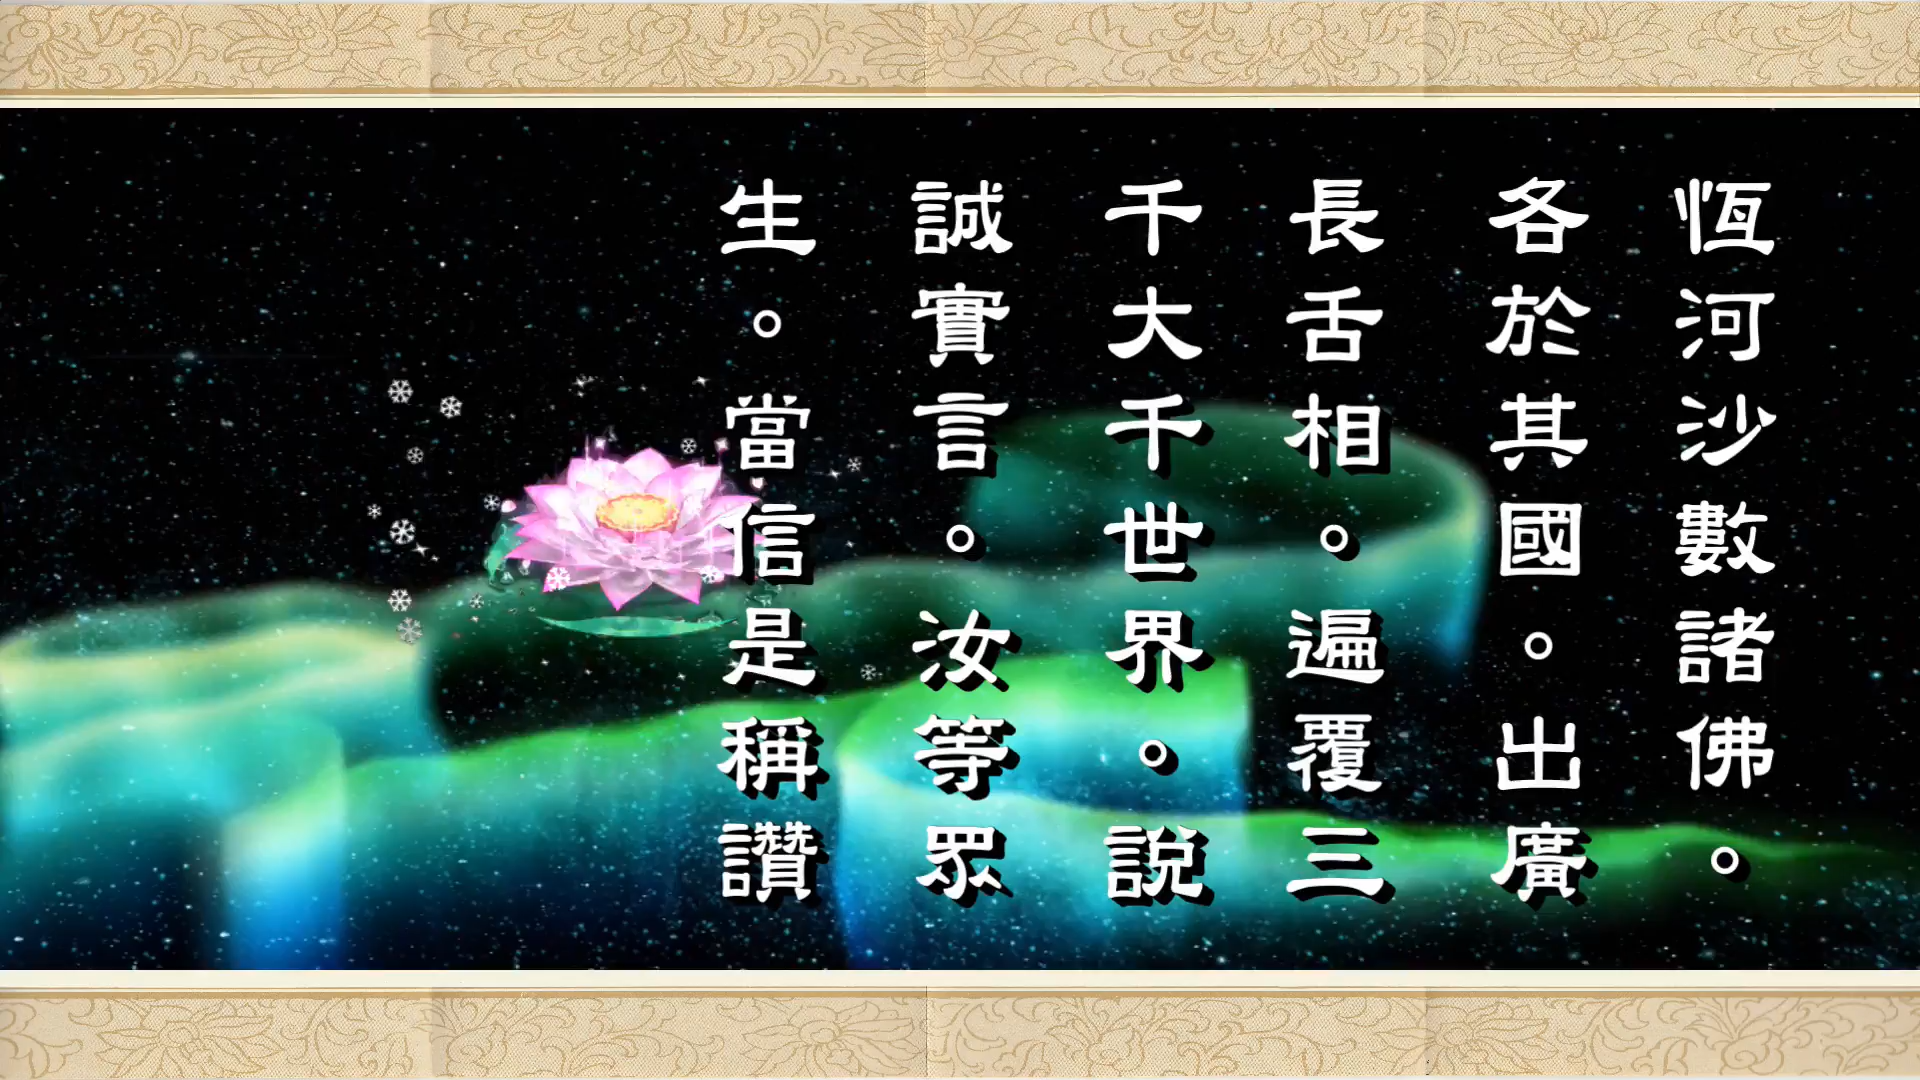 恆河沙數諸佛。
各於其國。出廣
長舌相。遍覆三
千大千世界。說
誠實言。汝等眾
生。當信是稱讚